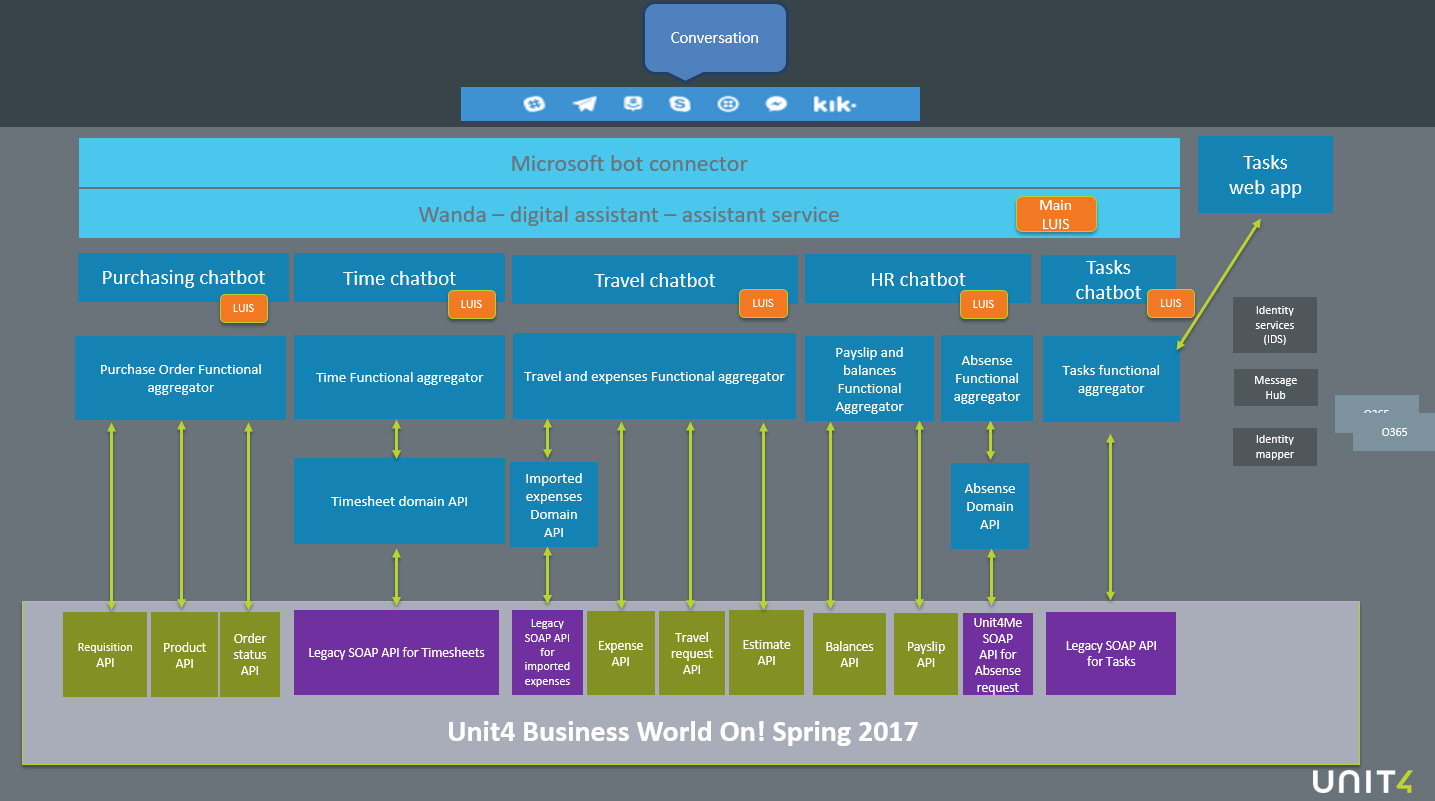 Conversation
kik·
Microsoft bot connector
Wanda – digital assistant – assistant service
Main
LUIS
Tasks
web app
Purchasing chatbot
LUIS
Time chatbot
LUIS
Travel chatbot
LUIS
HR chatbot
LUIS
Tasks
chatbot
LUIS
Identity
services
(IDS)
Message
Hub
Identity
mapper
O365
O365
Purchase Order Functional
aggregator
Time Functional aggregator
Travel and expenses Functional aggregator
Payslip and
balances
Functional
Aggregator
Absense
Functional
aggregator
Tasks functional
aggregator
Timesheet domain API
Imported
expenses
Domain
API
Absense
Domain
API
Requisition
API
Product
API
Order
status
API
Legacy SOAP API for Timesheets
Legacy
SOAP API
for
imported
expenses
Expense
API
Travel
request
API
Estimate
API
Balances
API
Payslip
API
Unit4Me
SOAP
API for
Absense
request
Legacy SOAP API
for Tasks
Unit4 Business World On! Spring 2017
UNIT4